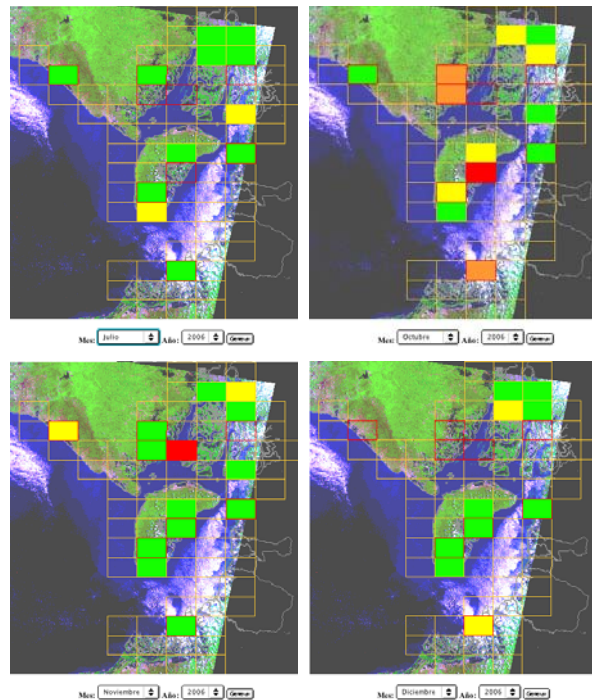 Mes: Julio Año: 2006 Generar
Mes: Octubre Año: 2006 Generar
Mes: Noviembre Año: 2006 Generar
Mes: Diciembre Año: 2006 Generar